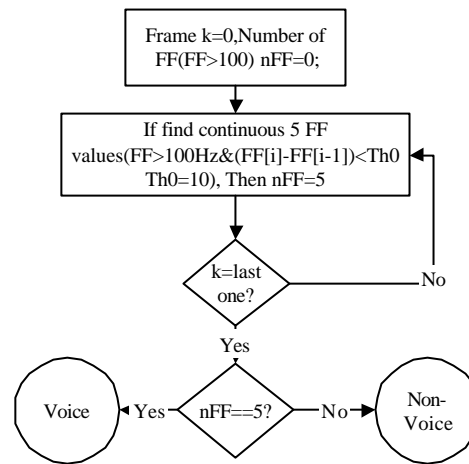 Frame k=0,Number of
FF(FF>100) nFF=0;
If find continuous 5 FF
values(FF>100Hz&(FF[i]-FF[i-1])<Th0
Th0=10), Then nFF=5
k=last
one?
No
Yes
Voice
Yes
nFF==5?
No
Non-
Voice